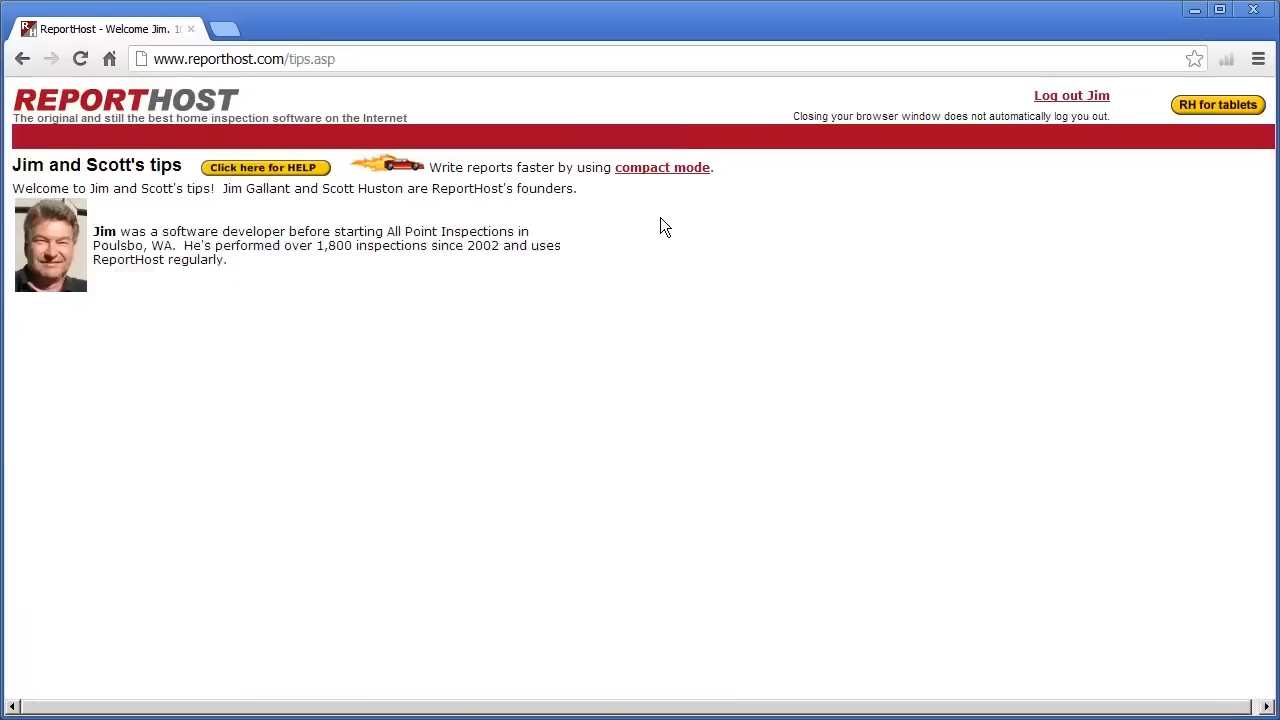 ReportHost - Welcome Jim.
www.reporthost.com/tips.asp
REPORTHOST
The original and still the best home inspection software on the Internet
Log out Jim
Closing your browser window does not automatically log you out.
RH for tablets
Jim and Scott's tips Click here for HELP Write reports faster by using compact mode.
Welcome to Jim and Scott's tips! Jim Gallant and Scott Huston are ReportHost's founders.
Jim was a software developer before starting All Point Inspections in
Poulsbo, WA. He's performed over 1,800 inspections since 2002 and uses
ReportHost regularly.